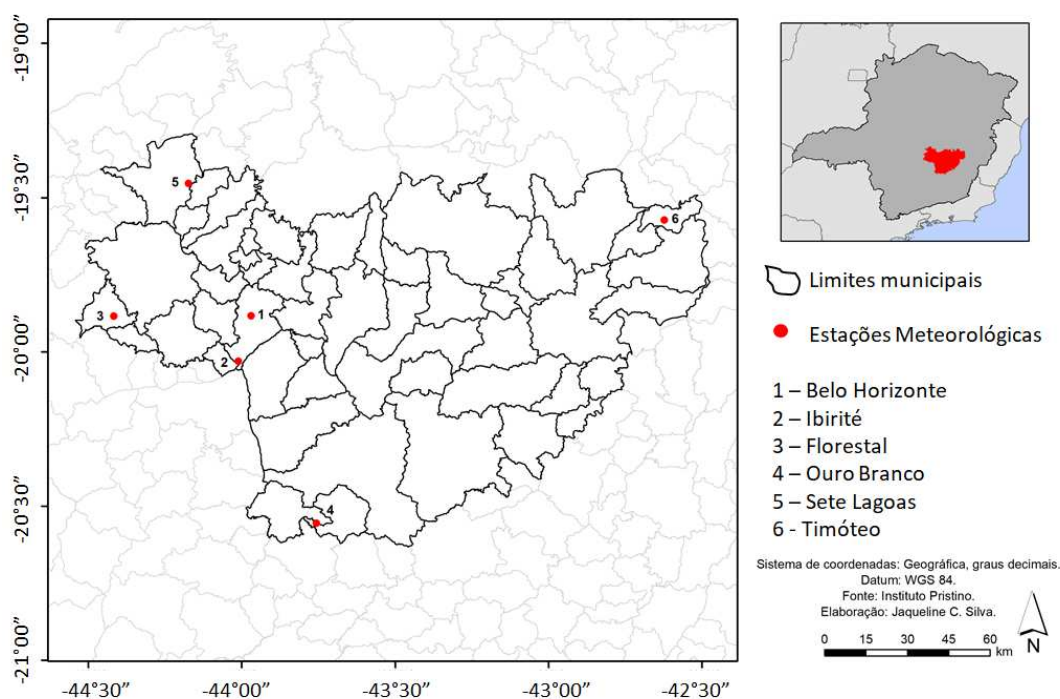 -19°00”
-19°30”
-20°00”
-20°30”
-21°00”
-44°30”
-44°00”
-43°30”
-43°00”
-42°30”
5
6
3
1
2
4
Limites municipais
Estações Meteorológicas
1 – Belo Horizonte
2 – Ibirité
3 – Florestal
4 – Ouro Branco
5 – Sete Lagoas
6 - Timóteo
Sistema de coordenadas: Geográfica, graus decimais.
Datum: WGS 84.
Fonte: Instituto Pristino.
Elaboração: Jaqueline C. Silva.
0 15 30 45 60
km
N